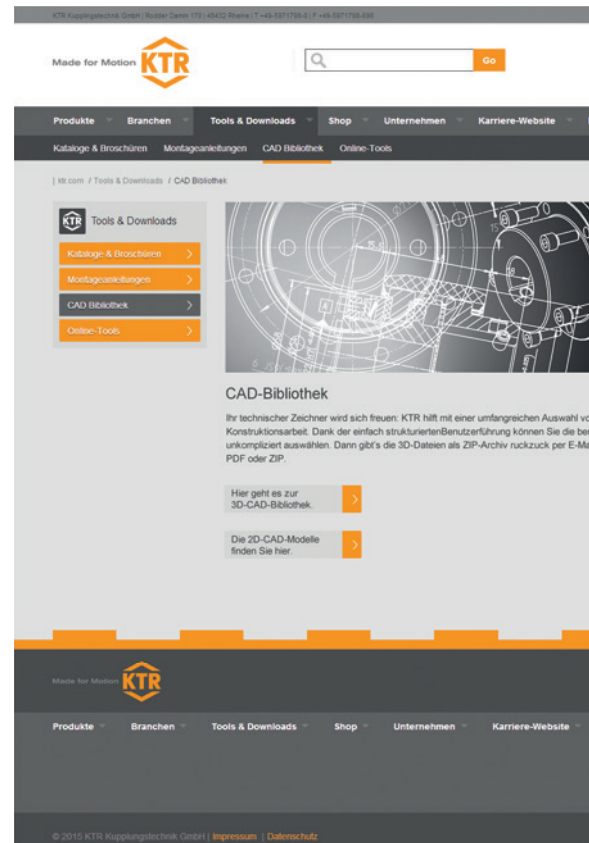 KTR Kupplungstechnik GmbH | Rodder Damm 170 | 48432 Rheine | T +49-5971798-0 | F +49-5971798-698
Made for Motion KTR
Go
Produkte Branchen Tools & Downloads Shop Unternehmen Karriere-Website
Kataloge & Broschüren Montageanleitungen CAD Bibliothek Online-Tools
| ktr.com / Tools & Downloads / CAD Bibliothek
KTR Tools & Downloads
Kataloge & Broschüren
Montageanleitungen
CAD Bibliothek
Online-Tools
CAD-Bibliothek
Ihr technischer Zeichner wird sich freuen: KTR hilft mit einer umfangreichen Auswahl vo
Konstruktionsarbeit. Dank der einfach strukturiertenBenutzerführung können Sie die be
unkompliziert auswählen. Dann gibt's die 3D-Dateien als ZIP-Archiv ruckzuck per E-Ma
PDF oder ZIP.
Hier geht es zur
3D-CAD-Bibliothek.
Die 2D-CAD-Modelle
finden Sie hier.
Made for Motion KTR
Produkte Branchen Tools & Downloads Shop Unternehmen Karriere-Website
© 2015 KTR Kupplungstechnik GmbH | Impressum | Datenschutz